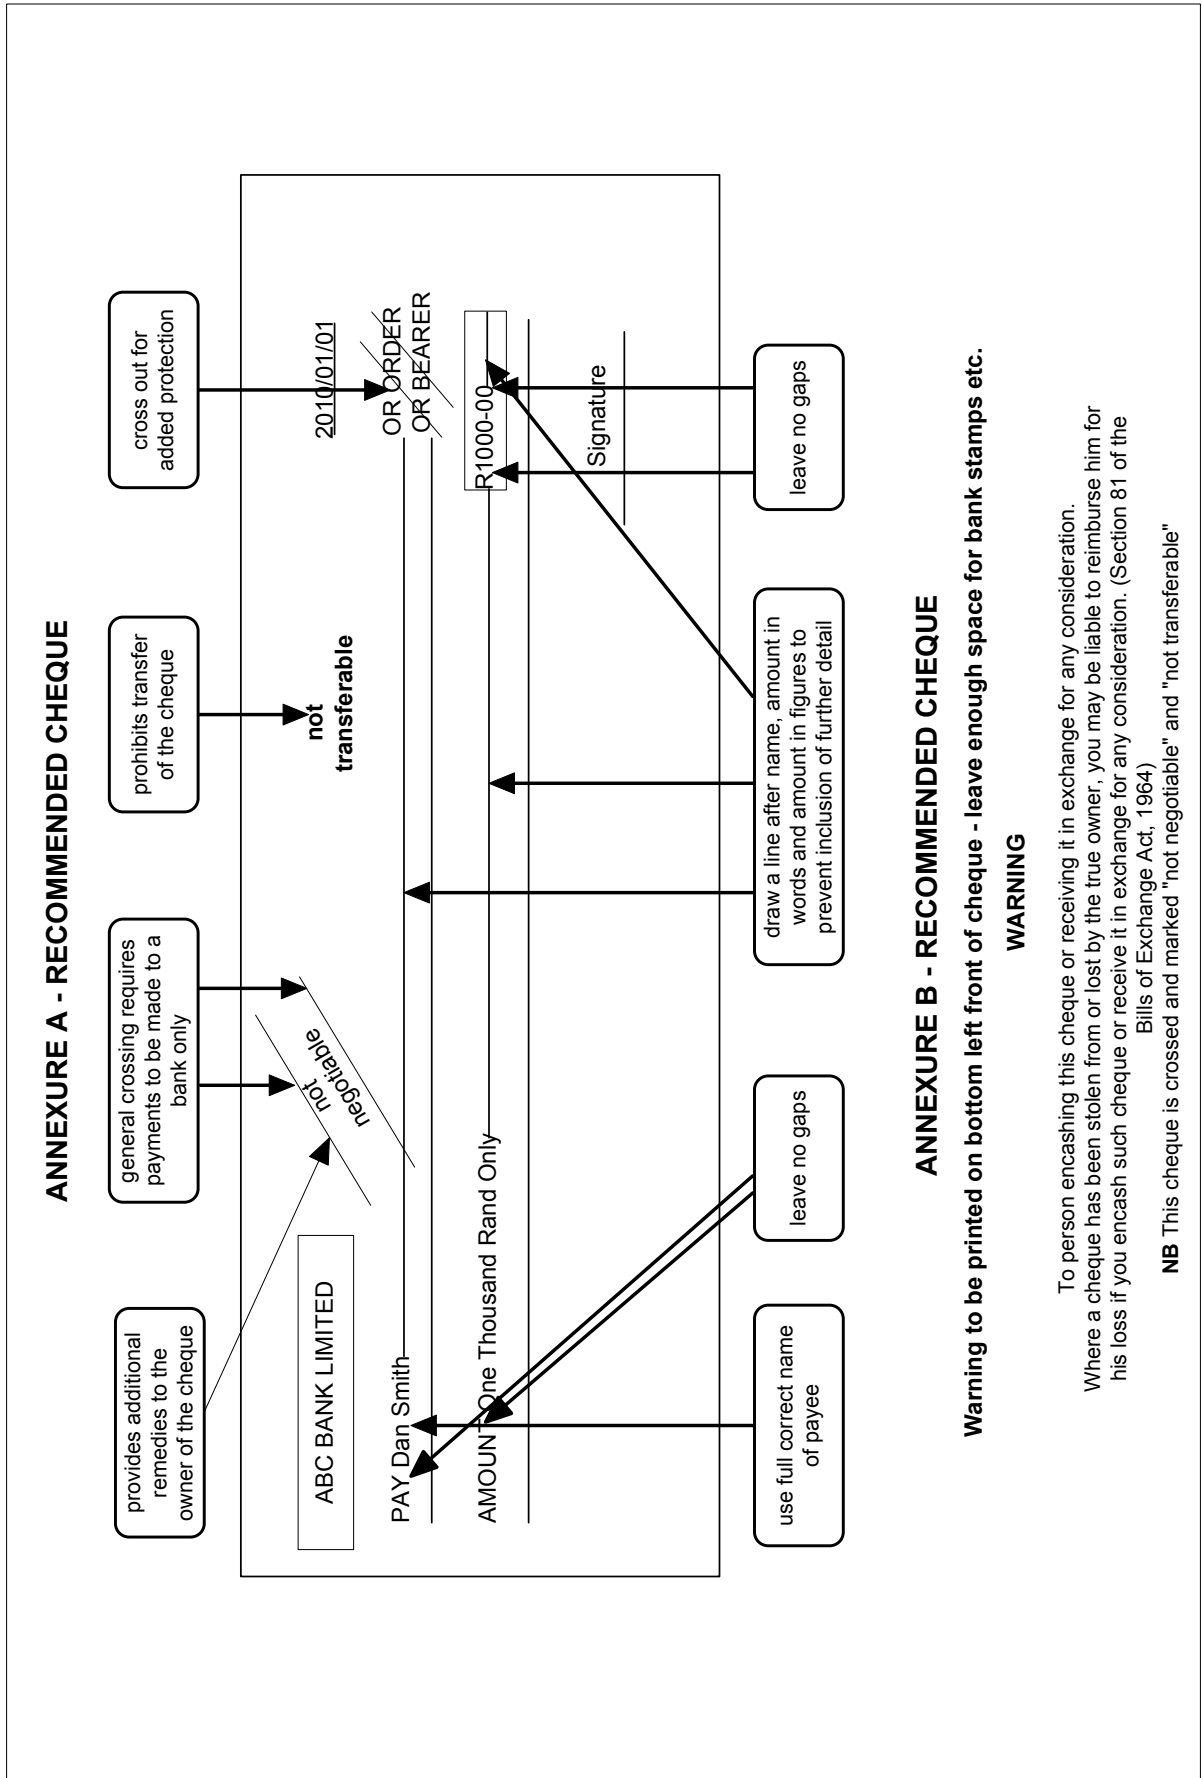 ANNEXURE A - RECOMMENDED CHEQUE
provides additional
remedies to the
owner of the cheque
general crossing requires
payments to be made to a
bank only
prohibits transfer
of the cheque
cross out for
added protection
ABC BANK LIMITED
not
negotiable
not
transferable
2010/01/01
PAY Dan Smith
OR ORDER
OR BEARER
AMOUNT One Thousand Rand Only
R1000-00
Signature
use full correct name
of payee
leave no gaps
draw a line after name, amount in
words and amount in figures to
prevent inclusion of further detail
leave no gaps
ANNEXURE B - RECOMMENDED CHEQUE
Warning to be printed on bottom left front of cheque - leave enough space for bank stamps etc.
WARNING
To person encashing this cheque or receiving it in exchange for any consideration.
Where a cheque has been stolen from or lost by the true owner, you may be liable to reimburse him for
his loss if you encash such cheque or receive it in exchange for any consideration. (Section 81 of the
Bills of Exchange Act, 1964)
NB This cheque is crossed and marked "not negotiable" and "not transferable"